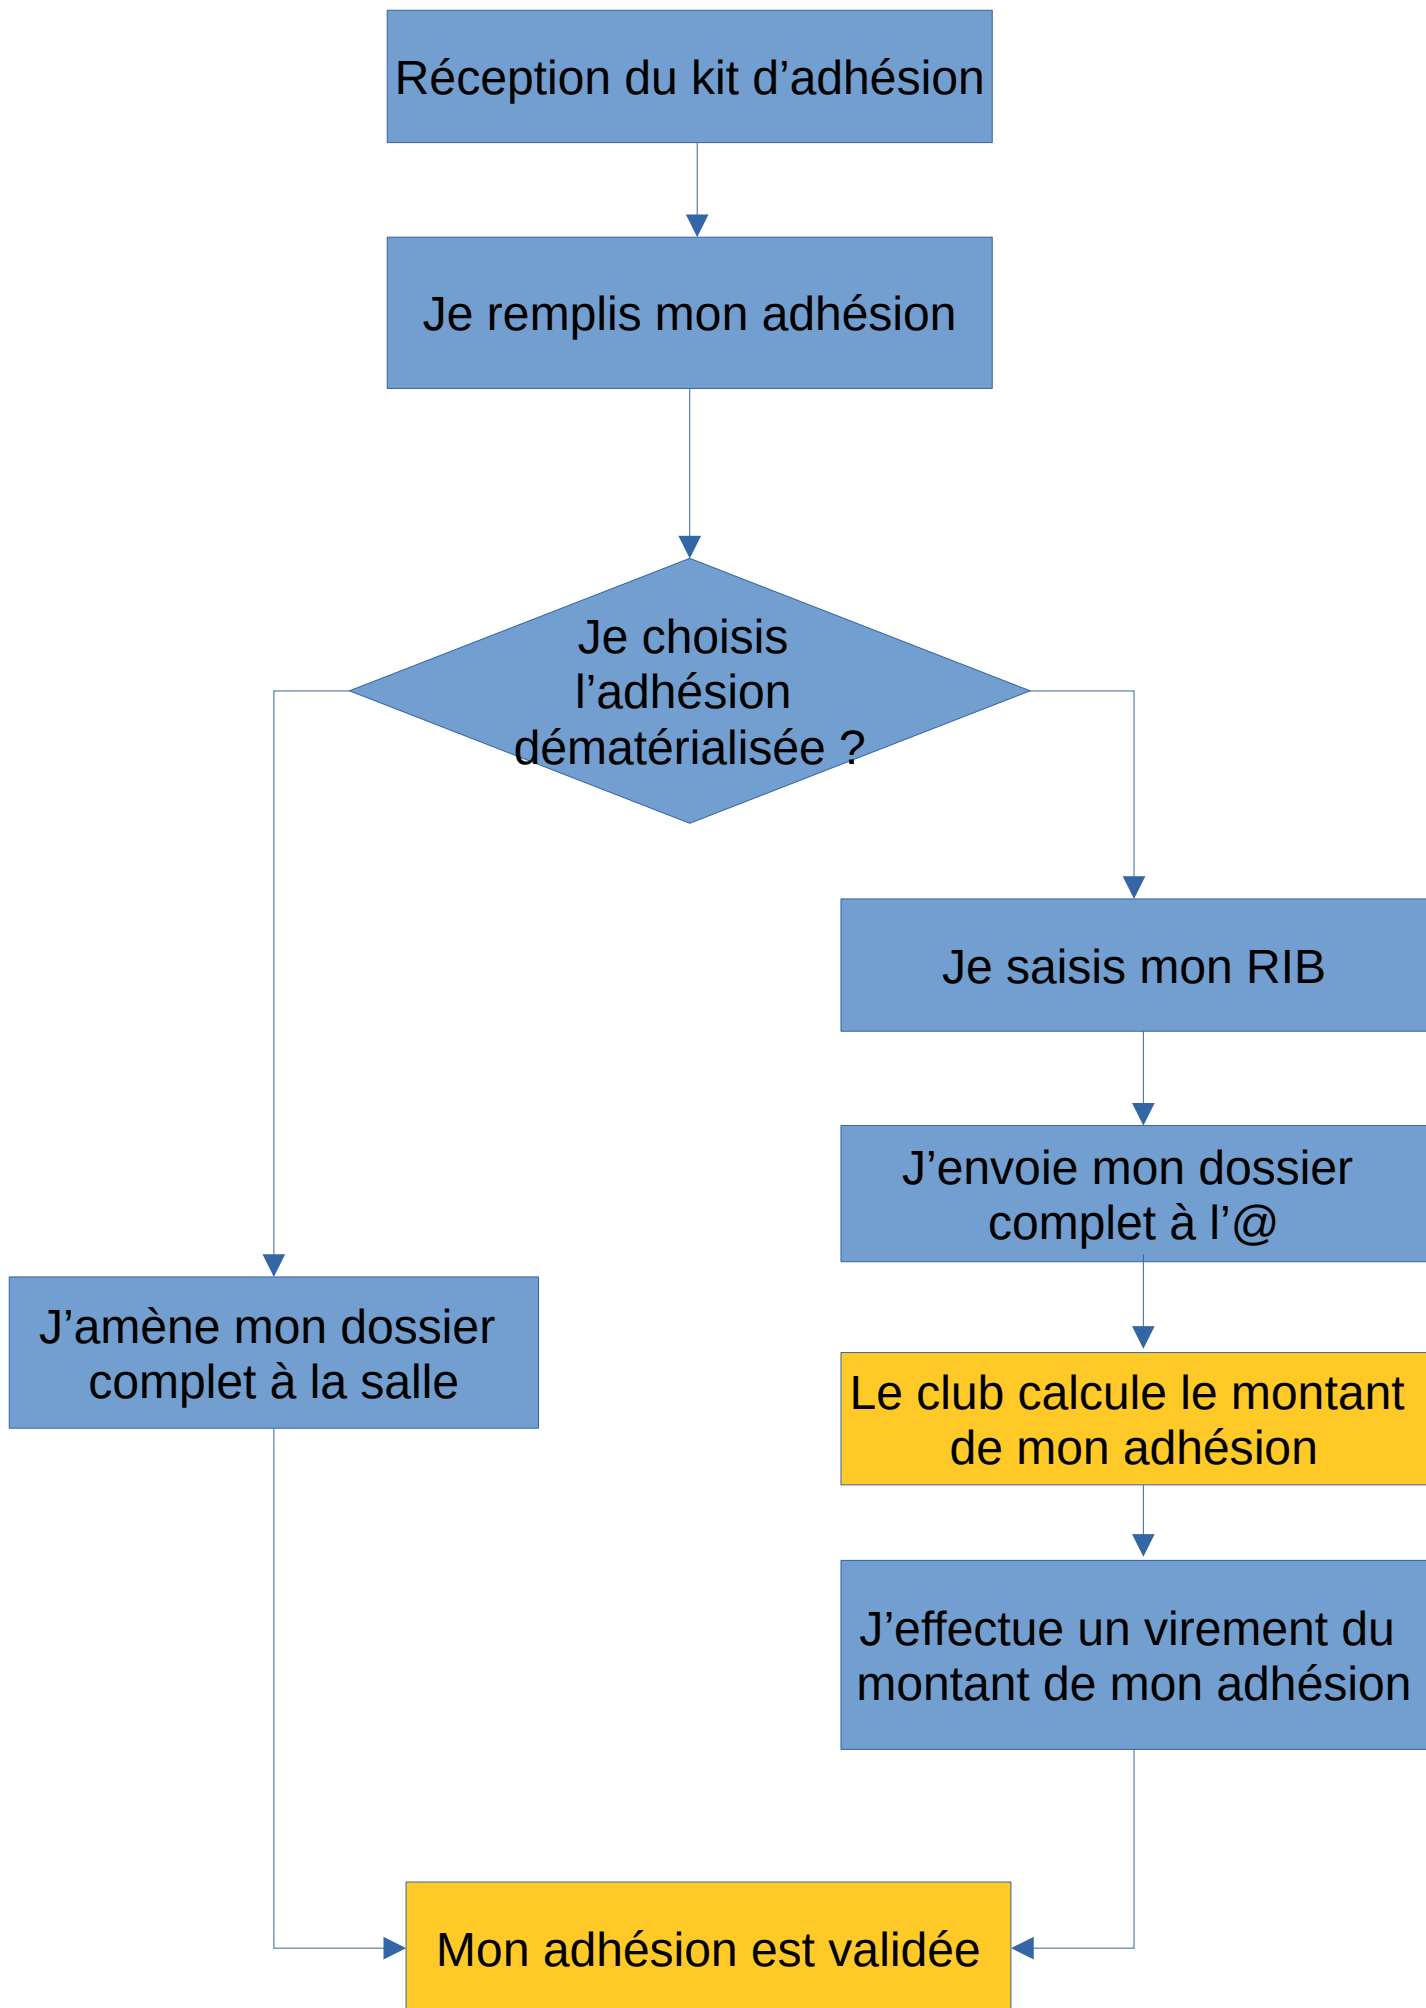 Réception du kit d’adhésion
Je remplis mon adhésion
Je choisis
l’adhésion
dématérialisée ?
Je saisis mon RIB
J’envoie mon dossier
complet à l’@
J’amène mon dossier
complet à la salle
Le club calcule le montant
de mon adhésion
J’effectue un virement du
montant de mon adhésion
Mon adhésion est validée